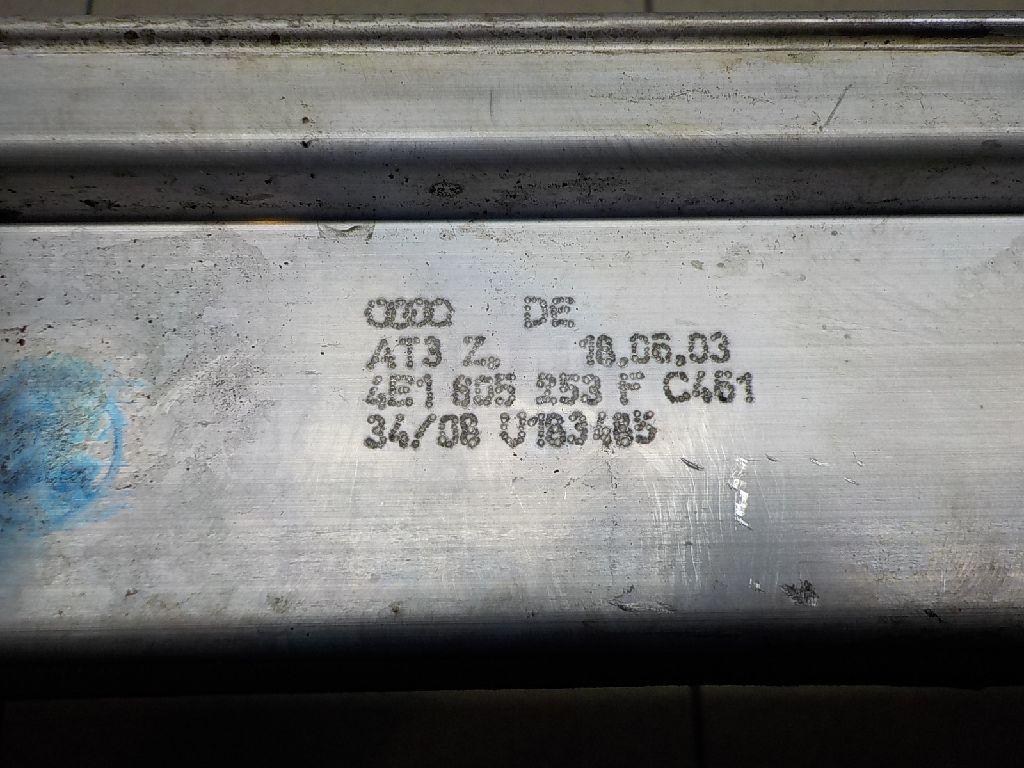 DE
AT3 Z. 18.06.03
4E1 805 253 F C461
34/08 U183485